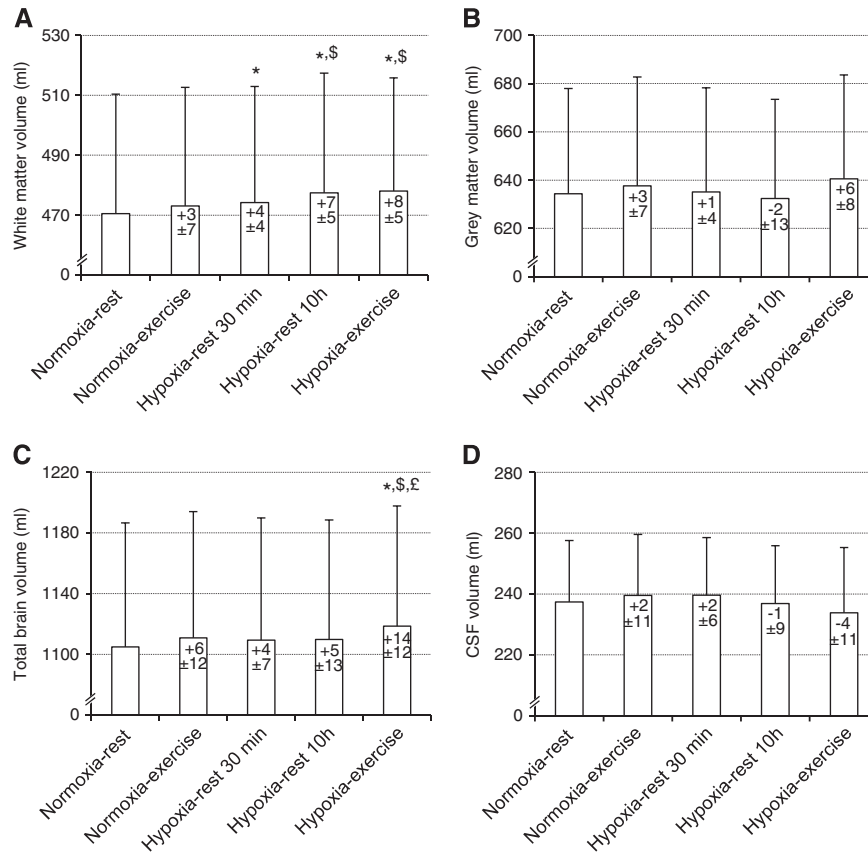 A
White matter volume (ml)
530
510
490
470
0
*
*,$
*,$
+3
±7
+4
±4
+7
±5
+8
±5
Normoxia-rest
Normoxia-exercise
Hypoxia-rest 30 min
Hypoxia-rest 10h
Hypoxia-exercise
B
Grey matter volume (ml)
700
680
660
640
620
0
+3
±7
+1
±4
-2
±13
+6
±8
Normoxia-rest
Normoxia-exercise
Hypoxia-rest 30 min
Hypoxia-rest 10h
Hypoxia-exercise
C
Total brain volume (ml)
1220
1180
1140
1100
0
*,$,£
+6
±12
+4
±7
+5
±13
+14
±12
Normoxia-rest
Normoxia-exercise
Hypoxia-rest 30 min
Hypoxia-rest 10h
Hypoxia-exercise
D
CSF volume (ml)
280
260
240
220
0
+2
±11
+2
±6
-1
±9
-4
±11
Normoxia-rest
Normoxia-exercise
Hypoxia-rest 30 min
Hypoxia-rest 10h
Hypoxia-exercise